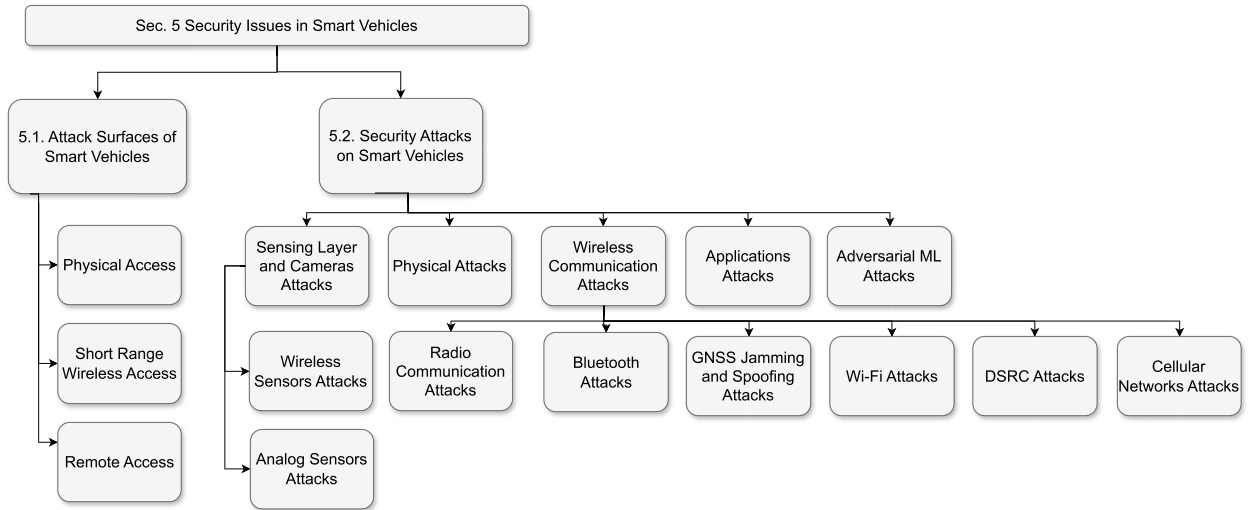 Sec. 5 Security Issues in Smart Vehicles
5.1. Attack Surfaces of
Smart Vehicles
5.2. Security Attacks
on Smart Vehicles
Physical Access
Short Range
Wireless Access
Remote Access
Sensing Layer
and Cameras
Attacks
Physical Attacks
Wireless
Communication
Attacks
Applications
Attacks
Adversarial ML
Attacks
Wireless
Sensors Attacks
Analog Sensors
Attacks
Radio
Communication
Attacks
Bluetooth
Attacks
GNSS Jamming
and Spoofing
Attacks
Wi-Fi Attacks
DSRC Attacks
Cellular
Networks Attacks